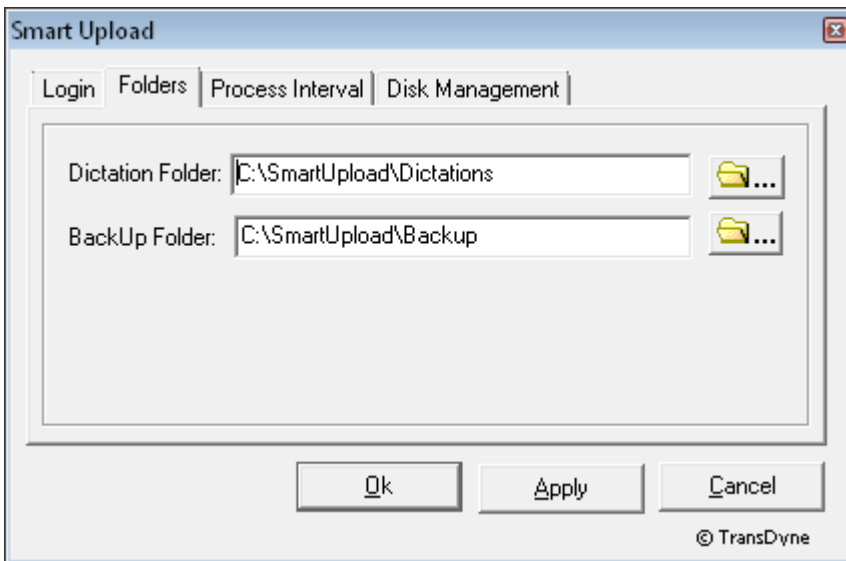 Smart Upload
Login Folders Process Interval Disk Management
Dictation Folder: C:\SmartUpload\Dictations ...
BackUp Folder: C:\SmartUpload\Backup ...
Ok Apply Cancel
© TransDyne